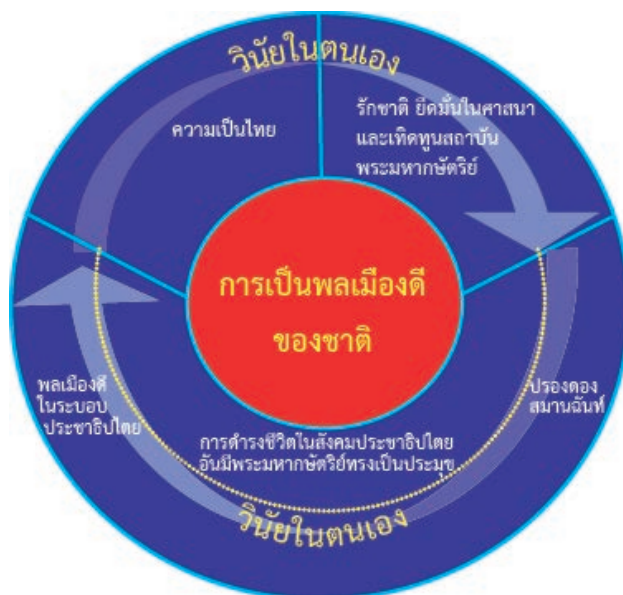 วินัยในตนเอง
ความเป็นไทย
รักชาติ ยึดมั่นในศาสนา
และเทิดทูนสถาบัน
พระมหากษัตริย์
การเป็นพลเมืองดี
ของชาติ
พลเมืองดี
ในระบอบ
ประชาธิปไตย
ปรองดอง
สมานฉันท์
การดำรงชีวิตในสังคมประชาธิปไตย
อันมีพระมหากษัตริย์ทรงเป็นประมุข
วินัยในตนเอง